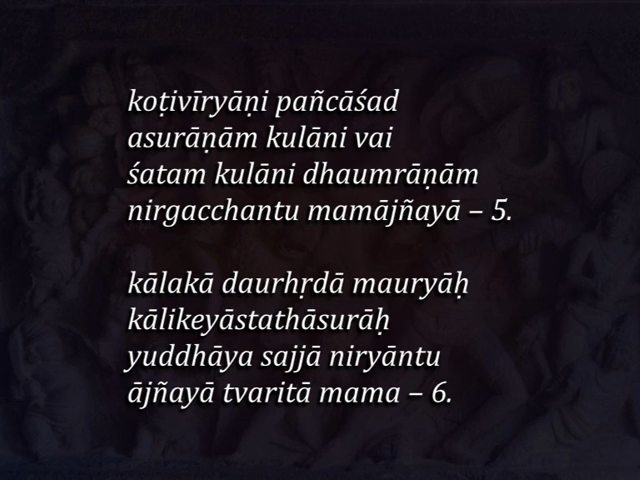 koṭivīryāṇi pañcāśad
asurāṇām kulāni vai
śatam kulāni dhaumrāṇām
nirgacchantu mamājñayā – 5.
kālakā daurhṛdā mauryāḥ
kālikeyāstathāsurāḥ
yuddhāya sajjā niryāntu
ājñayā tvaritā mama – 6.